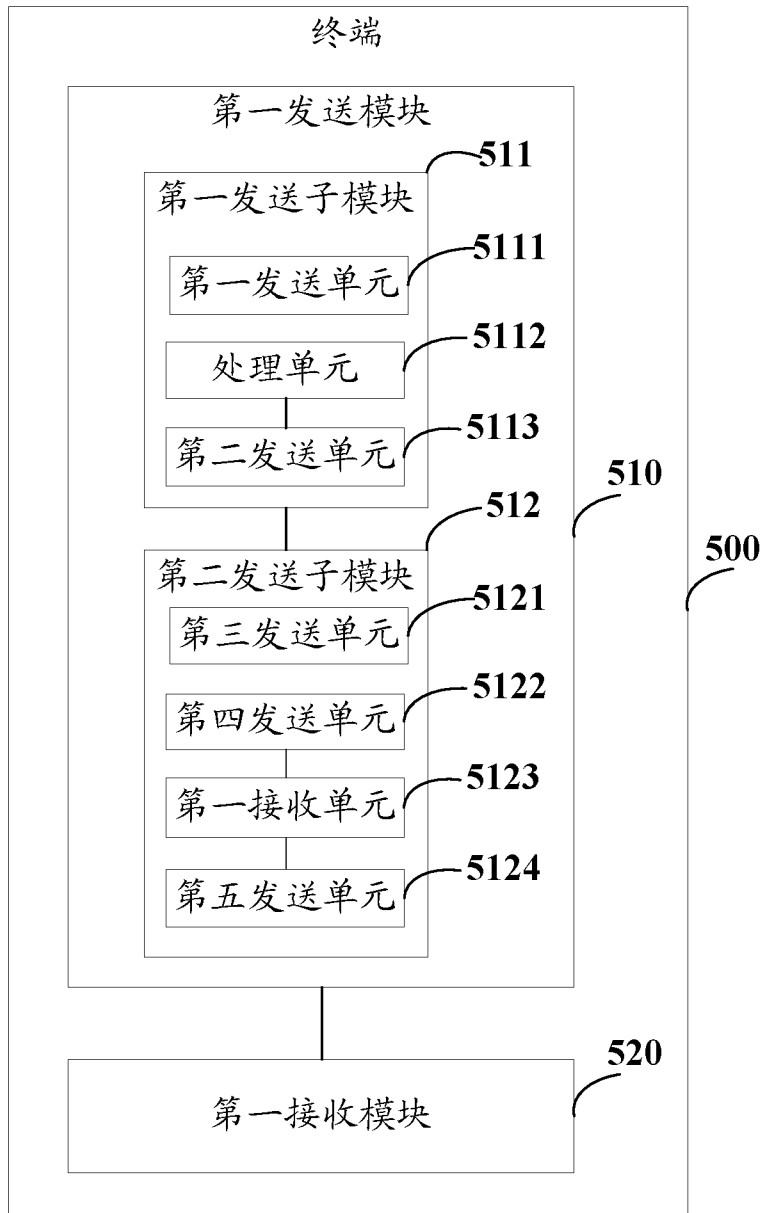 终端
第一发送模块
511
第一发送子模块
5111
第一发送单元
5112
处理单元
5113
第二发送单元
510
512
500
第二发送子模块
5121
第三发送单元
5122
第四发送单元
5123
第一接收单元
5124
第五发送单元
520
第一接收模块